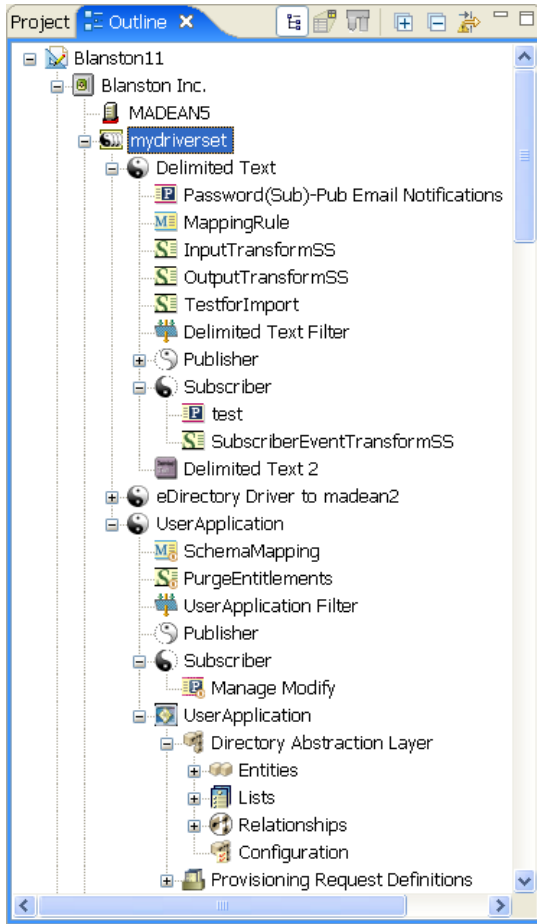 Project Outline
Blanston11
Blanston Inc.
MADEAN5
mydriverset
Delimited Text
Password(Sub)-Pub Email Notifications
MappingRule
InputTransformSS
OutputTransformSS
TestforImport
Delimited Text Filter
Publisher
Subscriber
test
SubscriberEventTransformSS
Delimited Text 2
eDirectory Driver to madean2
UserApplication
SchemaMapping
PurgeEntitlements
UserApplication Filter
Publisher
Subscriber
Manage Modify
UserApplication
Directory Abstraction Layer
Entities
Lists
Relationships
Configuration
Provisioning Request Definitions